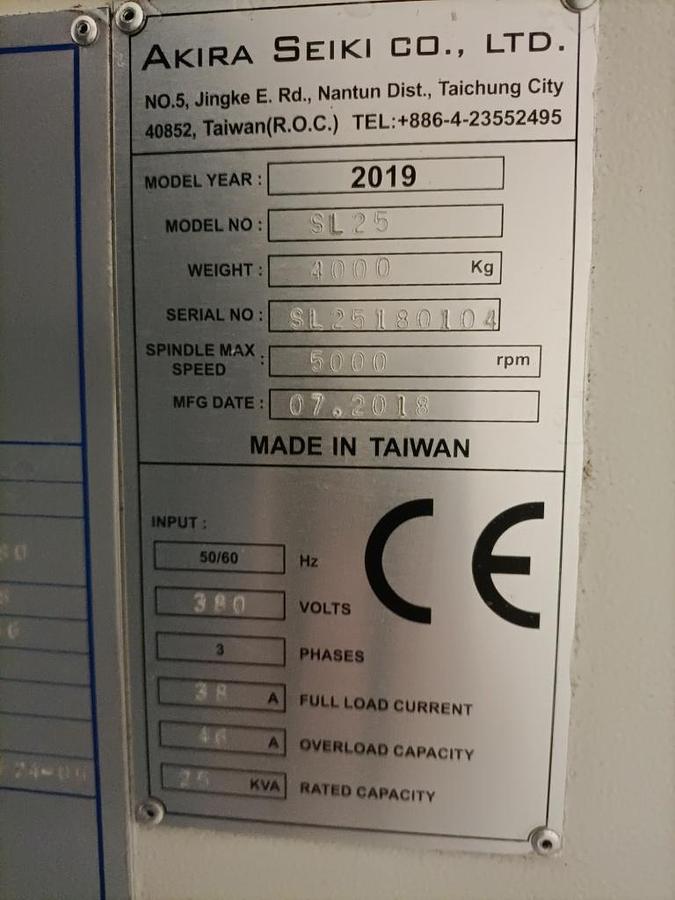 AKIRA SEIKI CO., LTD.
NO.5, Jingke E. Rd., Nantun Dist., Taichung City
40852, Taiwan(R.O.C.) TEL:+886-4-23552495
MODEL YEAR : 2019
MODEL NO : SL25
WEIGHT : 4000 Kg
SERIAL NO : SL25180104
SPINDLE MAX SPEED : 5000 rpm
MFG DATE : 07.2018
MADE IN TAIWAN
INPUT :
CE
50/60 Hz
380 VOLTS
3 PHASES
38 A FULL LOAD CURRENT
46 A OVERLOAD CAPACITY
25 KVA RATED CAPACITY